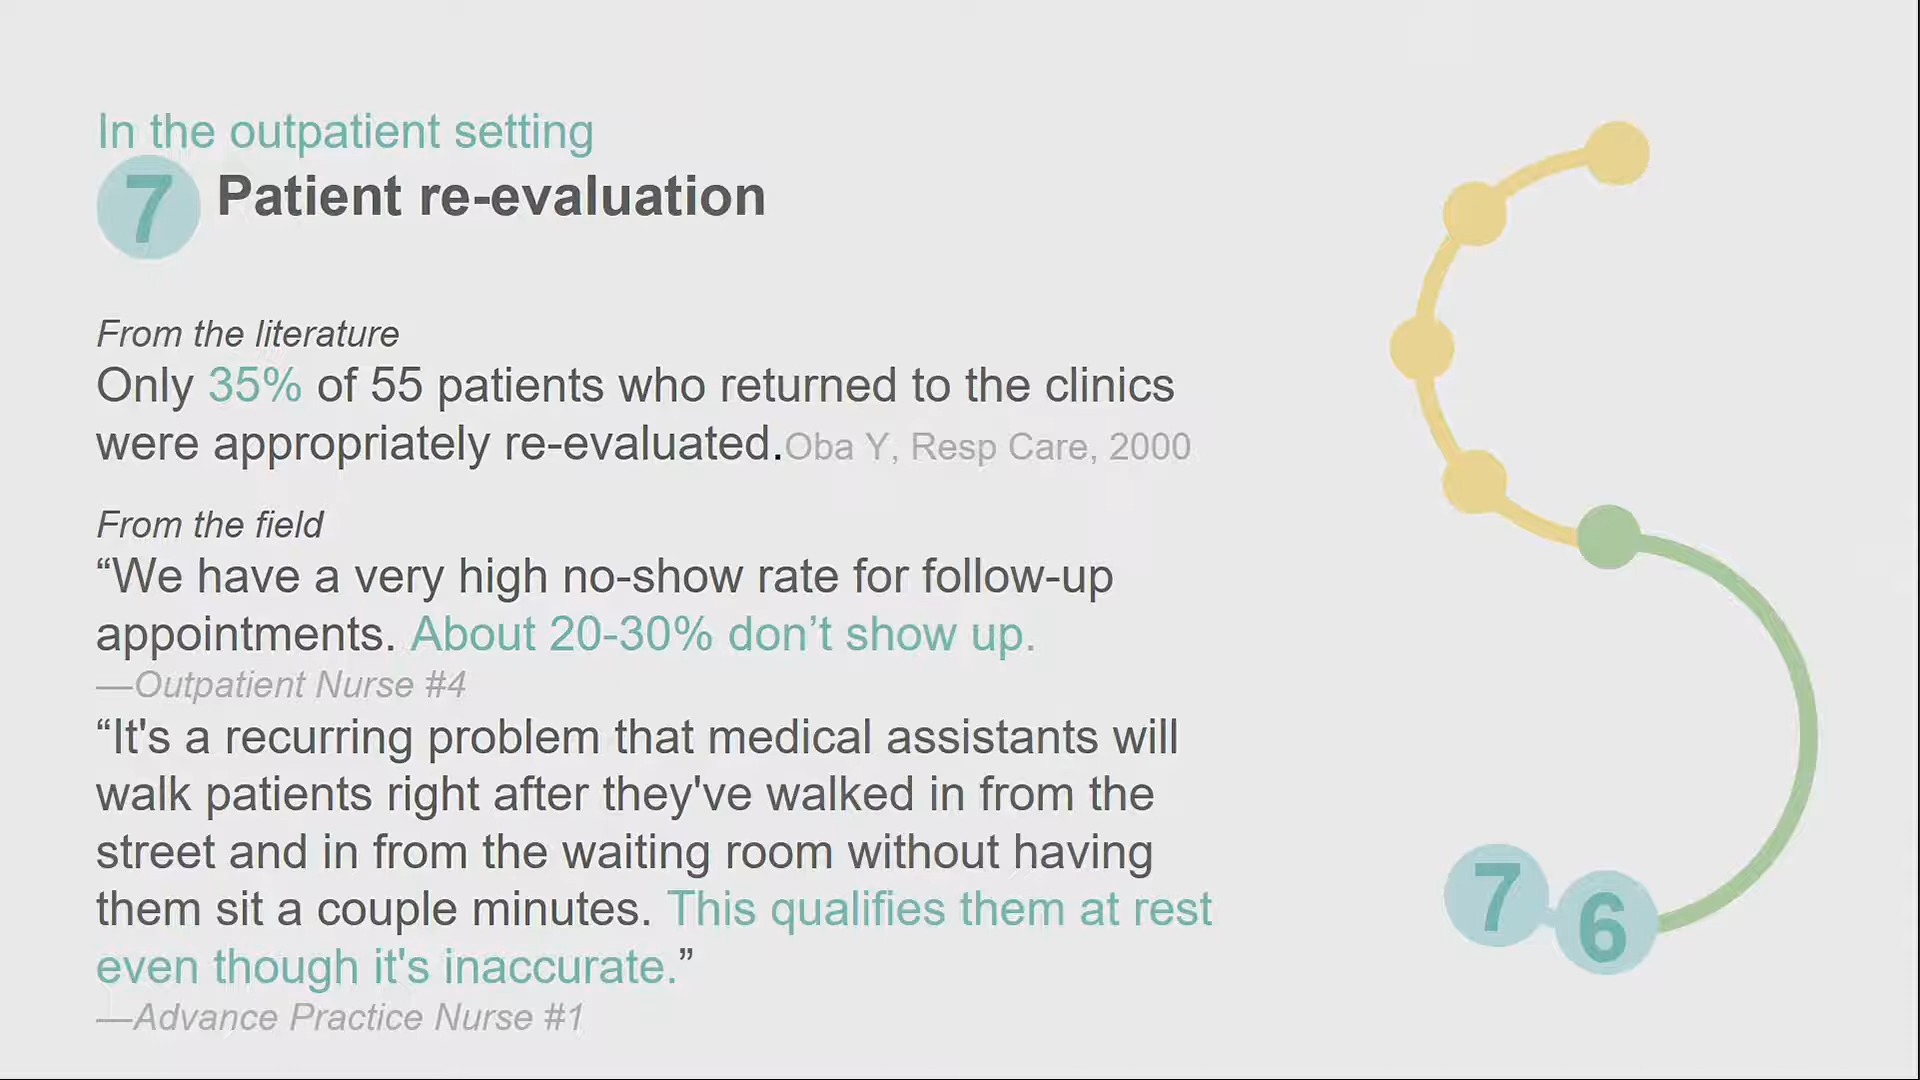 In the outpatient setting
7 Patient re-evaluation
From the literature
Only 35% of 55 patients who returned to the clinics
were appropriately re-evaluated.Oba Y, Resp Care, 2000
From the field
“We have a very high no-show rate for follow-up
appointments. About 20-30% don’t show up.
—Outpatient Nurse #4
“It's a recurring problem that medical assistants will
walk patients right after they've walked in from the
street and in from the waiting room without having
them sit a couple minutes. This qualifies them at rest
even though it's inaccurate.”
—Advance Practice Nurse #1
7
6